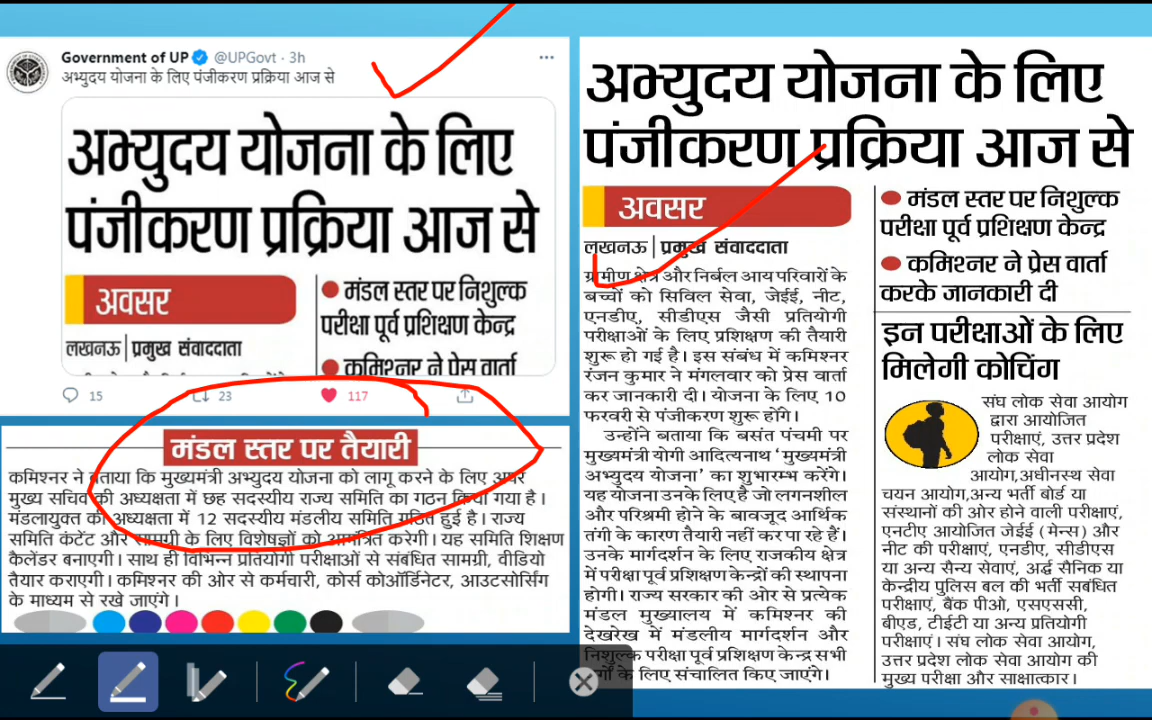 Government of UP @UPGovt · 3h
अभ्युदय योजना के लिए पंजीकरण प्रक्रिया आज से
अभ्युदय योजना के लिए
पंजीकरण प्रक्रिया आज से
अवसर
लखनऊ | प्रमुख संवाददाता
मंडल स्तर पर निशुल्क
परीक्षा पूर्व प्रशिक्षण केन्द्र
कमिश्नर ने प्रेस वार्ता
15 23 117
मंडल स्तर पर तैयारी
कमिश्नर ने बताया कि मुख्यमंत्री अभ्युदय योजना को लागू करने के लिए अपर
मुख्य सचिव की अध्यक्षता में छह सदस्यीय राज्य समिति का गठन किया गया है।
मंडलायुक्त की अध्यक्षता में 12 सदस्यीय मंडलीय समिति गठित हुई है। राज्य
समिति कंटेंट और सामग्री के लिए विशेषज्ञों को आमंत्रित करेगी। यह समिति शिक्षण
कैलेंडर बनाएगी। साथ ही विभिन्न प्रतियोगी परीक्षाओं से संबंधित सामग्री, वीडियो
तैयार कराएगी। कमिश्नर की ओर से कर्मचारी, कोर्स कोऑर्डिनेटर, आउटसोर्सिंग
के माध्यम से रखे जाएंगे।
अभ्युदय योजना के लिए
पंजीकरण प्रक्रिया आज से
अवसर
लखनऊ | प्रमुख संवाददाता
ग्रामीण क्षेत्र और निर्बल आय परिवारों के
बच्चों को सिविल सेवा, जेईई, नीट,
एनडीए, सीडीएस जैसी प्रतियोगी
परीक्षाओं के लिए प्रशिक्षण की तैयारी
शुरू हो गई है। इस संबंध में कमिश्नर
रंजन कुमार ने मंगलवार को प्रेस वार्ता
कर जानकारी दी। योजना के लिए 10
फरवरी से पंजीकरण शुरू होंगे।
उन्होंने बताया कि बसंत पंचमी पर
मुख्यमंत्री योगी आदित्यनाथ 'मुख्यमंत्री
अभ्युदय योजना' का शुभारम्भ करेंगे।
यह योजना उनके लिए है जो लगनशील
और परिश्रमी होने के बावजूद आर्थिक
तंगी के कारण तैयारी नहीं कर पा रहे हैं।
उनके मार्गदर्शन के लिए राजकीय क्षेत्र
में परीक्षा पूर्व प्रशिक्षण केन्द्रों की स्थापना
होगी। राज्य सरकार की ओर से प्रत्येक
मंडल मुख्यालय में कमिश्नर की
देखरेख में मंडलीय मार्गदर्शन और
निशुल्क परीक्षा पूर्व प्रशिक्षण केन्द्र सभी
के लिए संचालित किए जाएंगे।
मंडल स्तर पर निशुल्क
परीक्षा पूर्व प्रशिक्षण केन्द्र
कमिश्नर ने प्रेस वार्ता
करके जानकारी दी
इन परीक्षाओं के लिए
मिलेगी कोचिंग
संघ लोक सेवा आयोग
द्वारा आयोजित
परीक्षाएं, उत्तर प्रदेश
लोक सेवा
आयोग,अधीनस्थ सेवा
चयन आयोग,अन्य भर्ती बोर्ड या
संस्थानों की ओर होने वाली परीक्षाएं,
एनटीए आयोजित जेईई (मेन्स) और
नीट की परीक्षाएं, एनडीए, सीडीएस
या अन्य सैन्य सेवाएं, अर्द्ध सैनिक या
केन्द्रीय पुलिस बल की भर्ती सबंधित
परीक्षाएं, बैंक पीओ, एसएससी,
बीएड, टीईटी या अन्य प्रतियोगी
परीक्षाएं। संघ लोक सेवा आयोग,
उत्तर प्रदेश लोक सेवा आयोग की
मुख्य परीक्षा और साक्षात्कार।